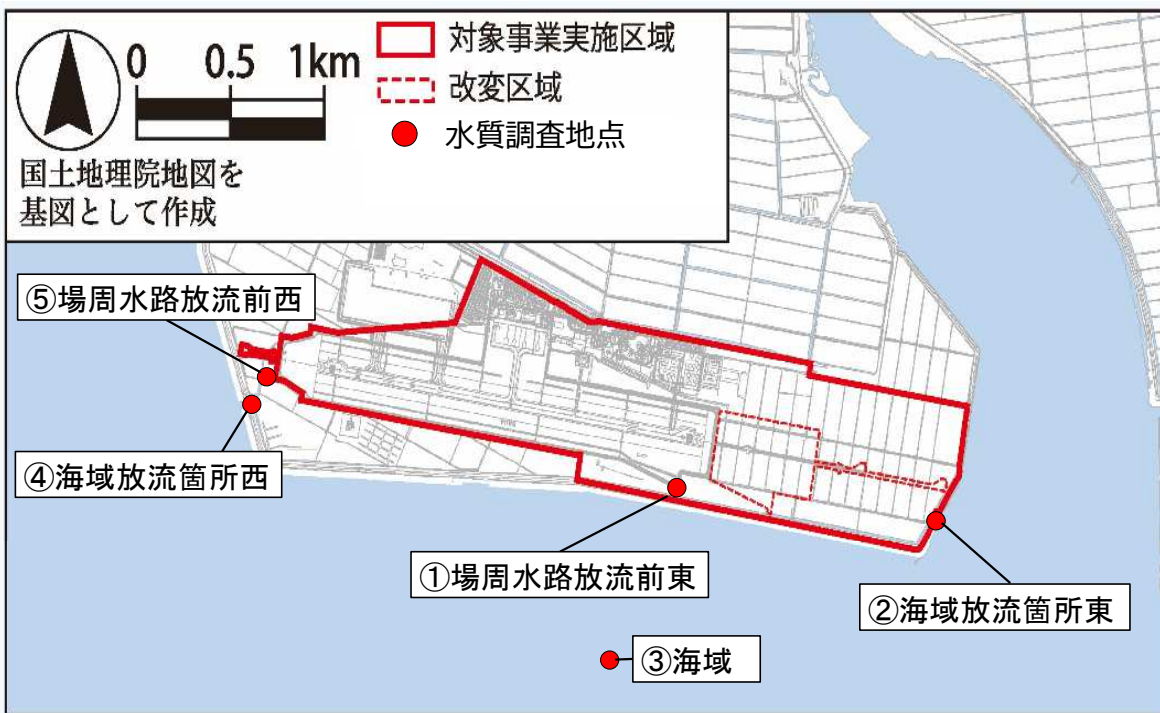 0 0.5 1km
対象事業実施区域
改変区域
水質調査地点
国土地理院地図を
基図として作成
⑤場周水路放流前西
④海域放流箇所西
①場周水路放流前東
②海域放流箇所東
③海域